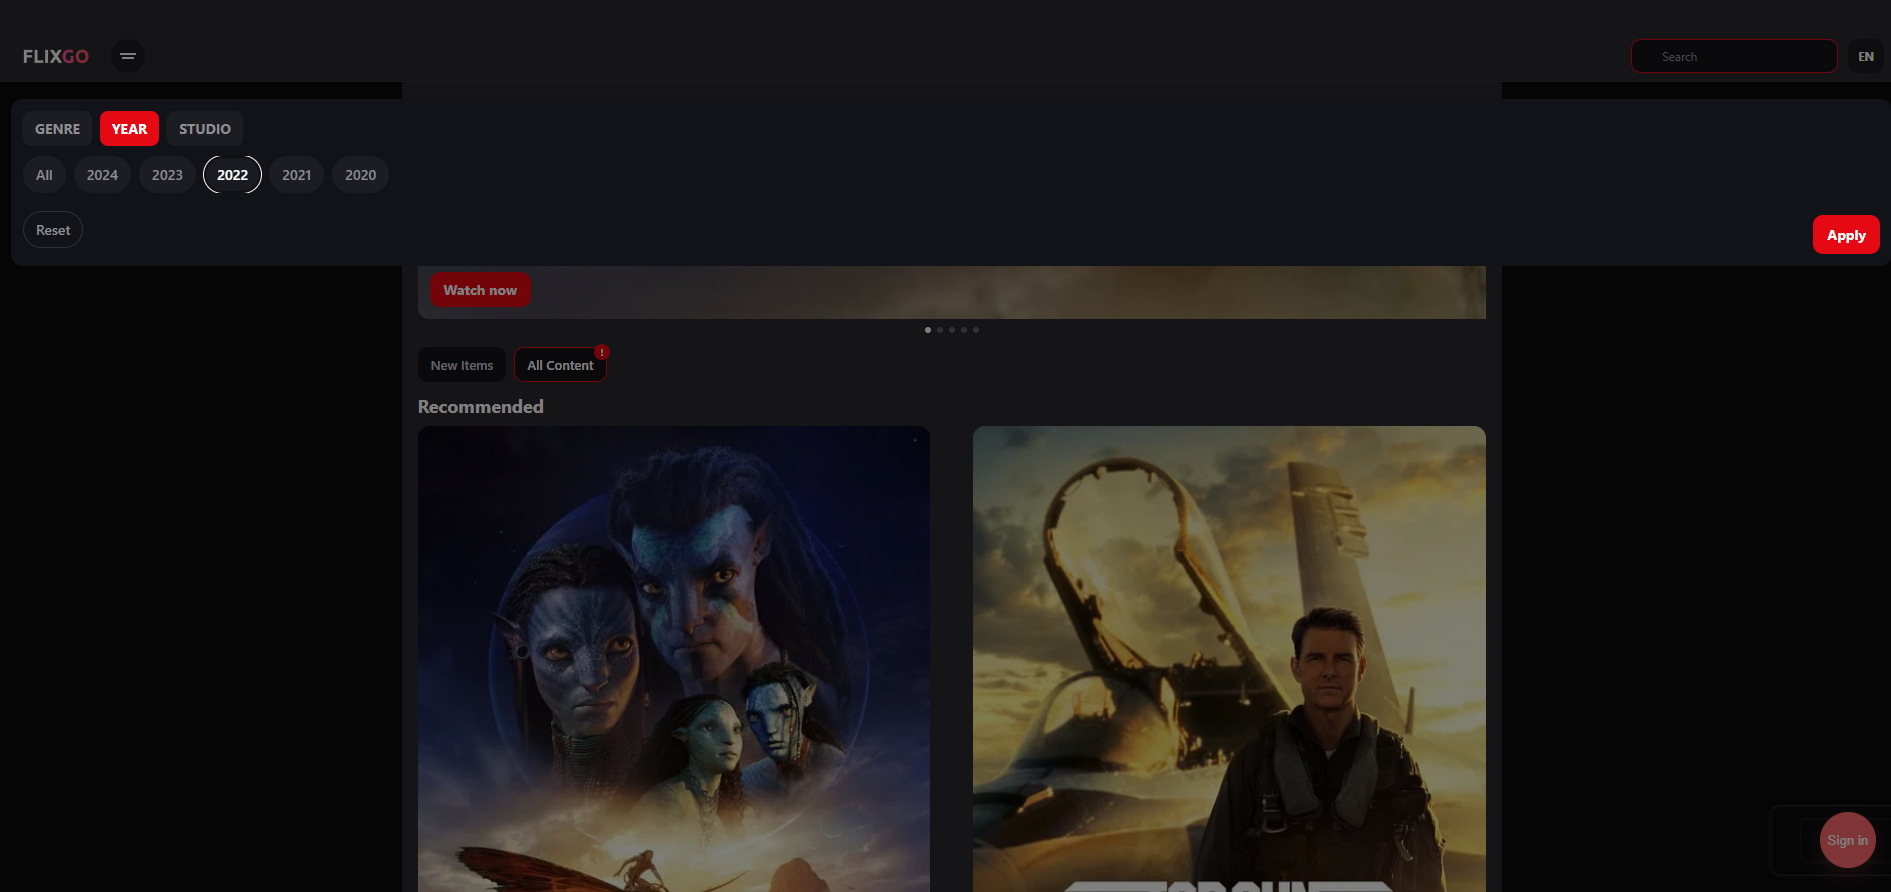 FLIXGO
Search
EN
GENRE YEAR STUDIO
All 2024 2023 2022 2021 2020
Reset
Apply
Watch now
New Items All Content !
Recommended
Sign in